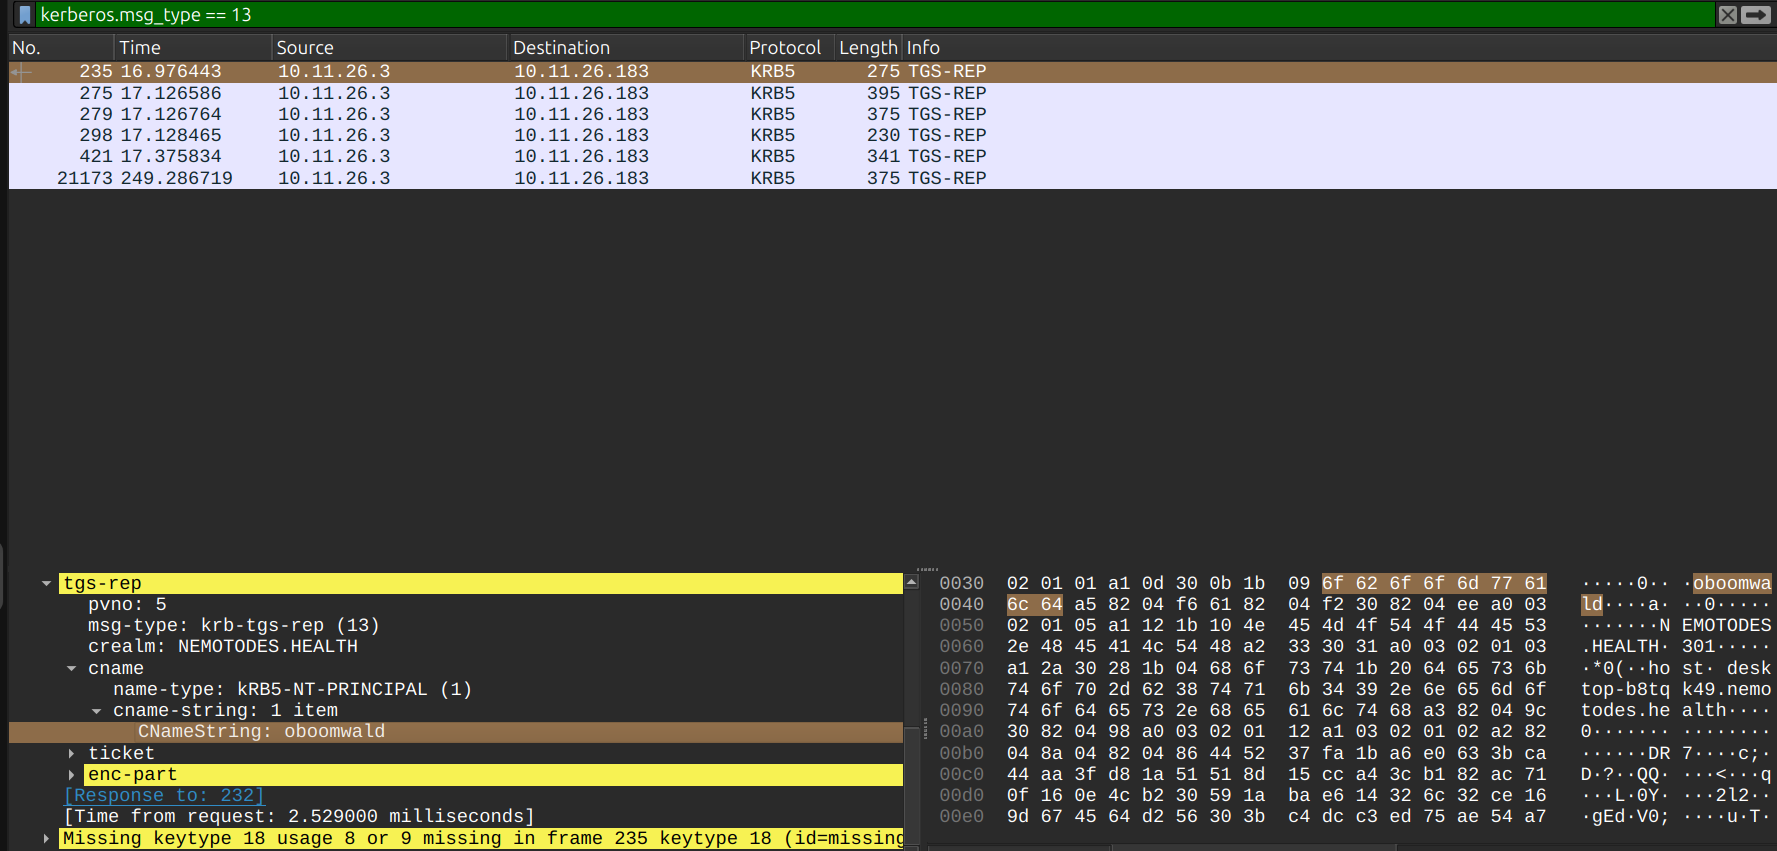 kerberos.msg_type == 13
No. Time Source Destination Protocol Length Info
235 16.976443 10.11.26.3 10.11.26.183 KRB5 275 TGS-REP
275 17.126586 10.11.26.3 10.11.26.183 KRB5 395 TGS-REP
279 17.126764 10.11.26.3 10.11.26.183 KRB5 375 TGS-REP
298 17.128465 10.11.26.3 10.11.26.183 KRB5 230 TGS-REP
421 17.375834 10.11.26.3 10.11.26.183 KRB5 341 TGS-REP
21173 249.286719 10.11.26.3 10.11.26.183 KRB5 375 TGS-REP
tgs-rep
pvno: 5
msg-type: krb-tgs-rep (13)
crealm: NEMOTODES.HEALTH
cname
name-type: kRB5-NT-PRINCIPAL (1)
cname-string: 1 item
CNameString: oboomwald
ticket
enc-part
[Response to: 232]
[Time from request: 2.529000 milliseconds]
Missing keytype 18 usage 8 or 9 missing in frame 235 keytype 18 (id=missing
0030 02 01 01 a1 0d 30 0b 1b 09 6f 62 6f 6f 6d 77 61 ·····0·· ·oboomwa
0040 6c 64 a5 82 04 f6 61 82 04 f2 30 82 04 ee a0 03 ld····a· ··0·····
0050 02 01 05 a1 12 1b 10 4e 45 4d 4f 54 4f 44 45 53 ·······N EMOTODES
0060 2e 48 45 41 4c 54 48 a2 33 30 31 a0 03 02 01 03 .HEALTH· 301·····
0070 a1 2a 30 28 1b 04 68 6f 73 74 1b 20 64 65 73 6b ·*0(··ho st· desk
0080 74 6f 70 2d 62 38 74 71 6b 34 39 2e 6e 65 6d 6f top-b8tq k49.nemo
0090 74 6f 64 65 73 2e 68 65 61 6c 74 68 a3 82 04 9c todes.he alth····
00a0 30 82 04 98 a0 03 02 01 12 a1 03 02 01 02 a2 82 0······· ········
00b0 04 8a 04 82 04 86 44 52 37 fa 1b a6 e0 63 3b ca ······DR 7····c;·
00c0 44 aa 3f d8 1a 51 51 8d 15 cc a4 3c b1 82 ac 71 D·?··QQ· ···<···q
00d0 0f 16 0e 4c b2 30 59 1a ba e6 14 32 6c 32 ce 16 ···L·0Y· ···2l2··
00e0 9d 67 45 64 d2 56 30 3b c4 dc c3 ed 75 ae 54 a7 ·gEd·V0; ····u·T·